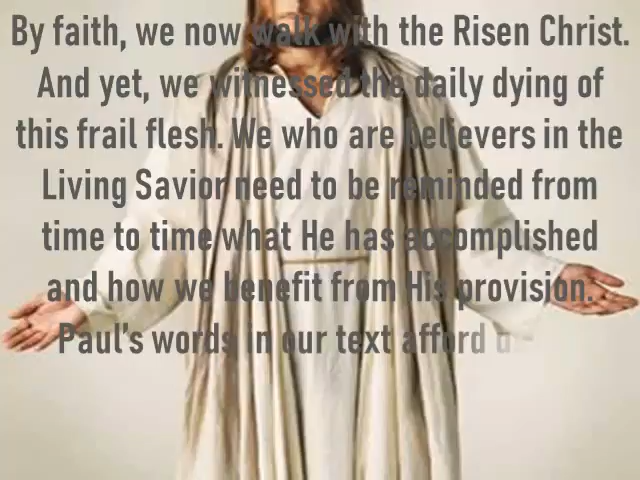 By faith, we now walk with the Risen Christ.
And yet, we witnessed the daily dying of
this frail flesh. We who are believers in the
Living Savior need to be reminded from
time to time what He has accomplished
and how we benefit from His provision.
Paul's words in our text afford a